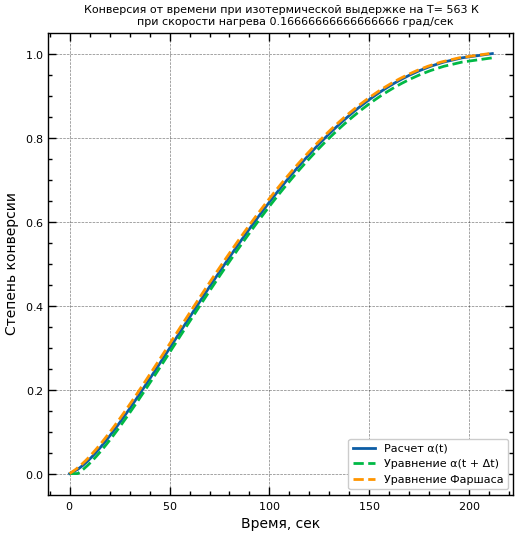 Конверсия от времени при изотермической выдержке на T= 563 K
при скорости нагрева 0.16666666666666666 град/сек
1.0
0.8
0.6
0.4
0.2
0.0
Степень конверсии
Расчет α(t)
Уравнение α(t + Δt)
Уравнение Фаршаса
0
50
100
150
200
Время, сек